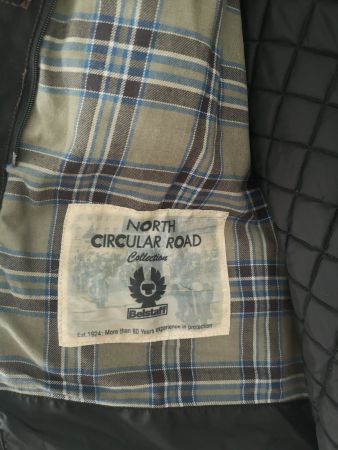 NORTH
CIRCULAR ROAD
Collection
Belstaff
Est 1924: More than 80 Years experience in protection